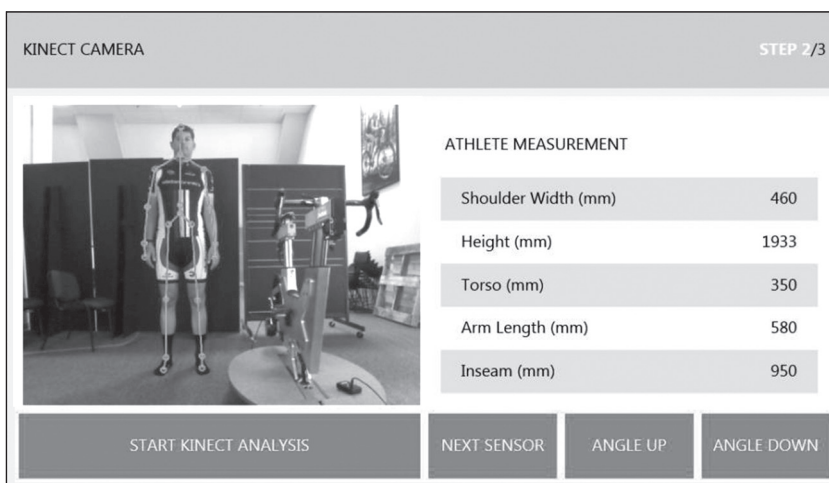 KINECT CAMERA
STEP 2/3
ATHLETE MEASUREMENT
Shoulder Width (mm) 460
Height (mm) 1933
Torso (mm) 350
Arm Length (mm) 580
Inseam (mm) 950
START KINECT ANALYSIS
NEXT SENSOR
ANGLE UP
ANGLE DOWN